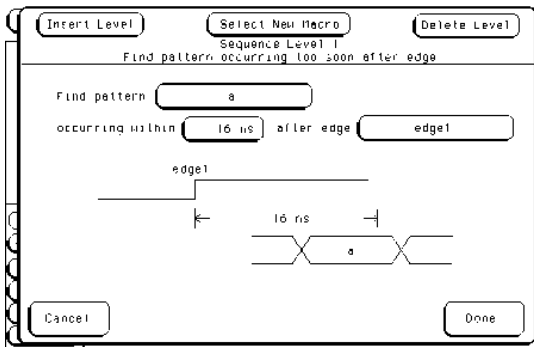 Insert Level Select New Macro Delete Level
Sequence Level 1
Find pattern occurring too soon after edge
Find pattern a
occurring within 16 ns after edge edge1
edge1
16 ns
a
Cancel Done